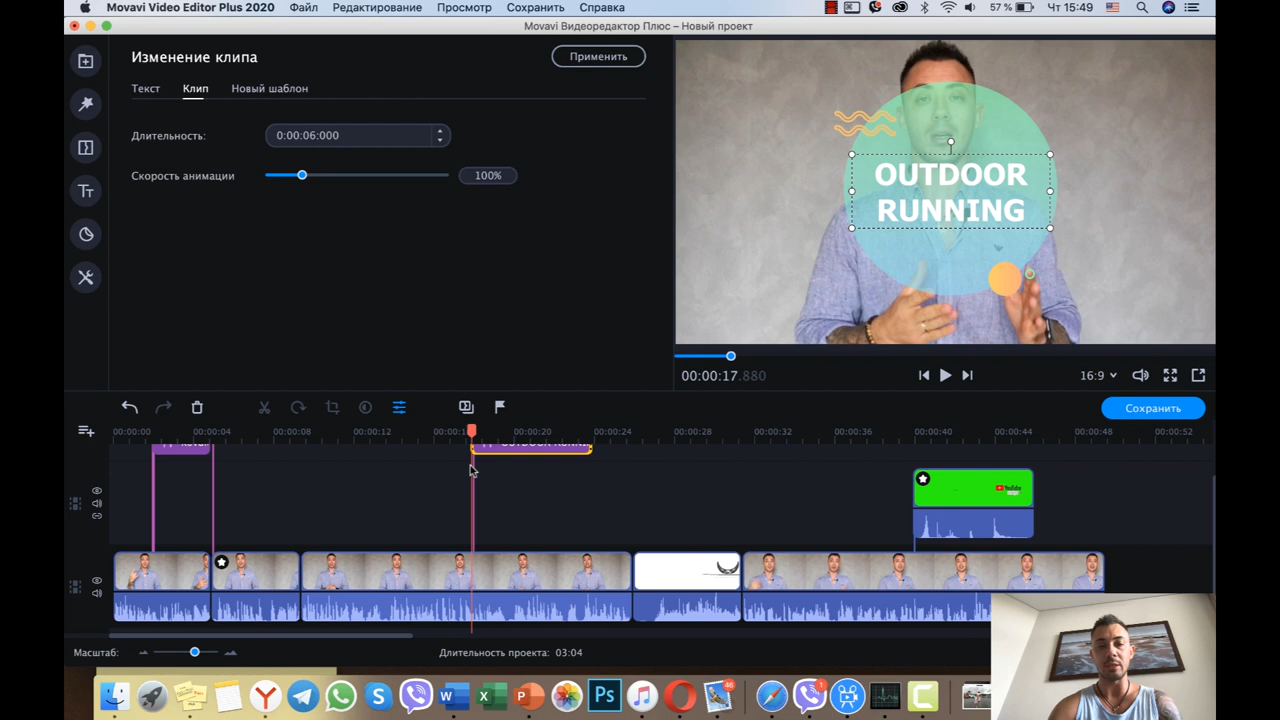 Movavi Video Editor Plus 2020 Файл Редактирование Просмотр Сохранить Справка 57 % Чт 15:49
Movavi Видеоредактор Плюс – Новый проект
Изменение клипа
Применить
Текст Клип Новый шаблон
Длительность: 0:00:06:000
Скорость анимации 100%
OUTDOOR
RUNNING
00:00:17.880
16:9
Сохранить
00:00:00 00:00:04 00:00:08 00:00:12 00:00:20 00:00:24 00:00:28 00:00:32 00:00:36 00:00:40 00:00:44 00:00:48 00:00:52
YouTube
Масштаб:
Длительность проекта: 03:04
46
1
Ps